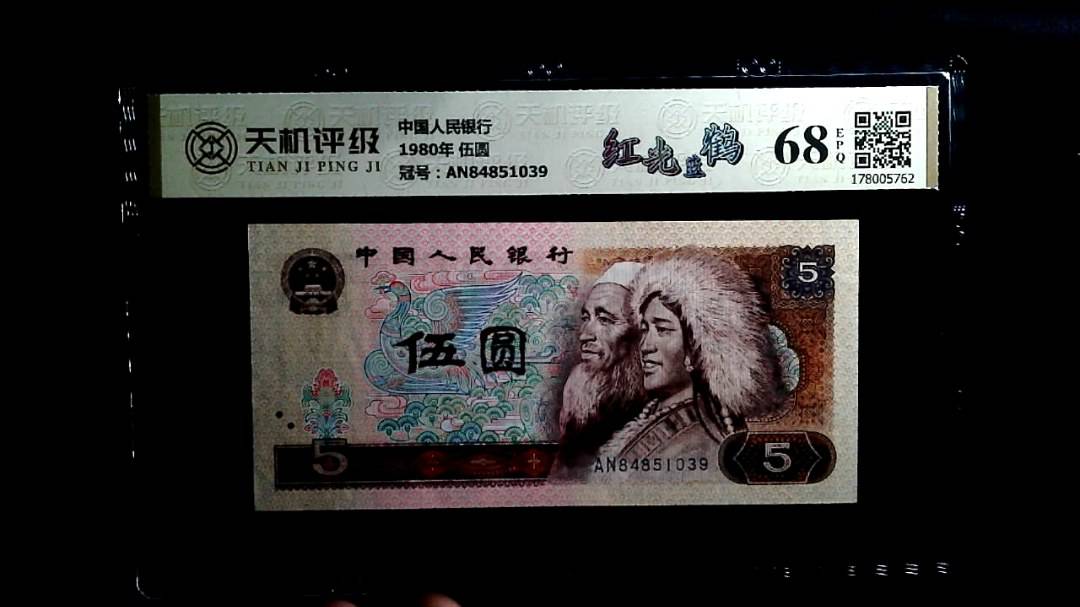 天机评级
TIAN JI PING JI
中国人民银行
1980年 伍圆
冠号：AN84851039
红光蓝鹤
68
EPQ
178005762
中国人民银行
5
伍圆
5
AN84851039
5